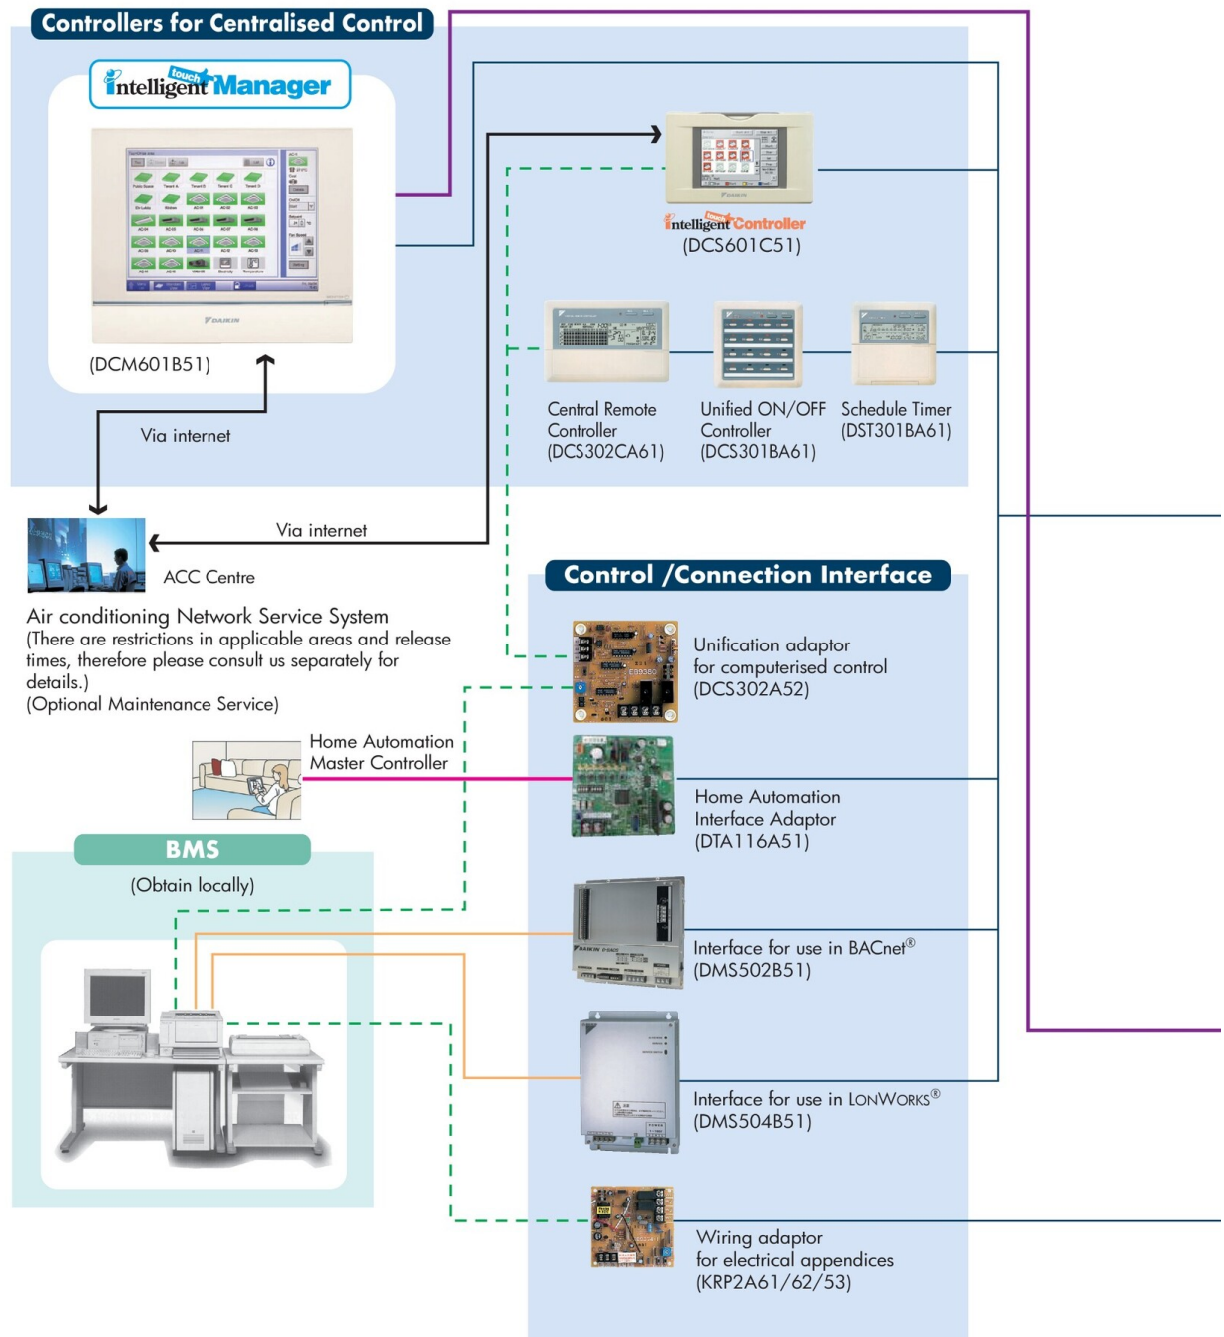 Controllers for Centralised Control
intelligent touch Manager
DAIKIN
(DCM601B51)
Via internet
DAIKIN
intelligent touch Controller
(DCS601C51)
Central Remote
Controller
(DCS302CA61)
Unified ON/OFF
Controller
(DCS301BA61)
Schedule Timer
(DST301BA61)
Via internet
ACC Centre
Air conditioning Network Service System
(There are restrictions in applicable areas and release
times, therefore please consult us separately for
details.)
(Optional Maintenance Service)
Control /Connection Interface
Unification adaptor
for computerised control
(DCS302A52)
Home Automation
Master Controller
Home Automation
Interface Adaptor
(DTA116A51)
BMS
(Obtain locally)
DAIKIN
Interface for use in BACnet®
(DMS502B51)
Interface for use in LONWORKS®
(DMS504B51)
Wiring adaptor
for electrical appendices
(KRP2A61/62/53)